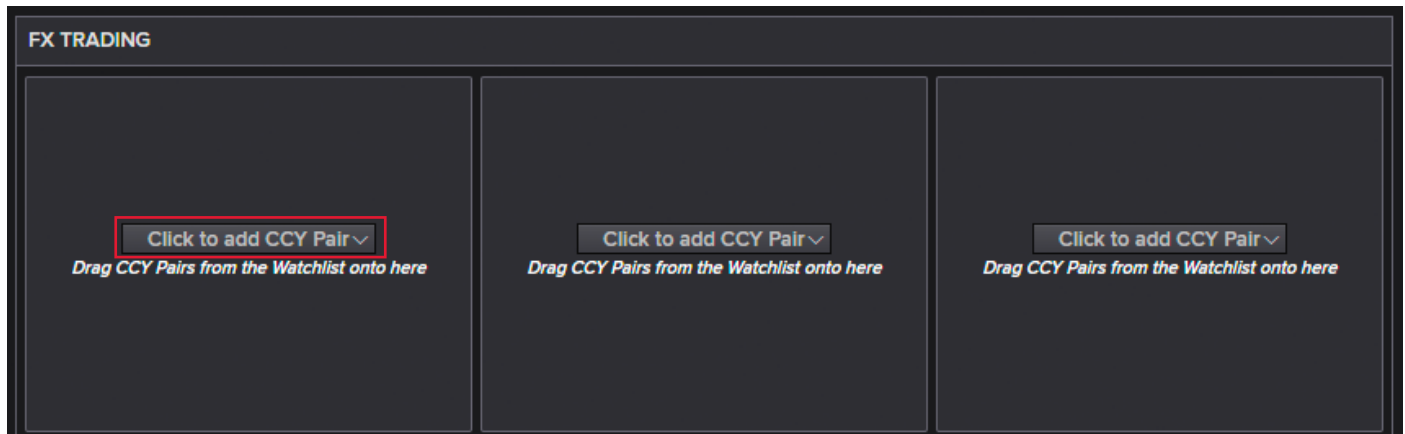 FX TRADING
Click to add CCY Pair
Drag CCY Pairs from the Watchlist onto here
Click to add CCY Pair
Drag CCY Pairs from the Watchlist onto here
Click to add CCY Pair
Drag CCY Pairs from the Watchlist onto here